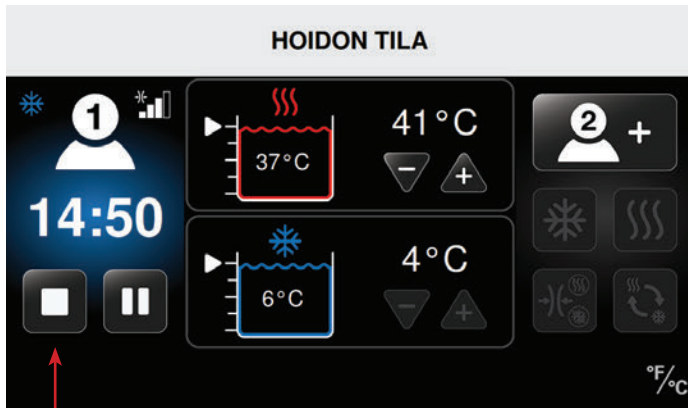 HOIDON TILA
1
14:50
37°C
41°C
− +
6°C
4°C
− +
2 +
°F/°C